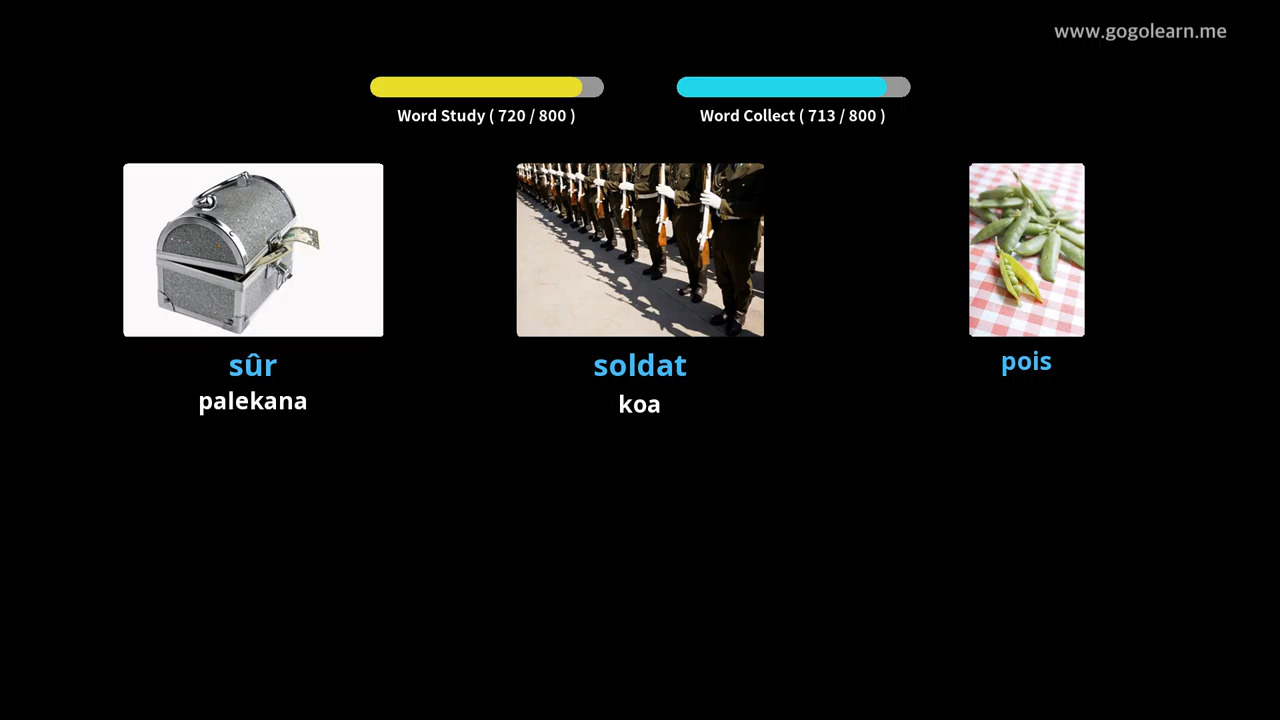 www.gogolearn.me
Word Study ( 720 / 800 )
Word Collect ( 713 / 800 )
sûr
palekana
soldat
koa
pois